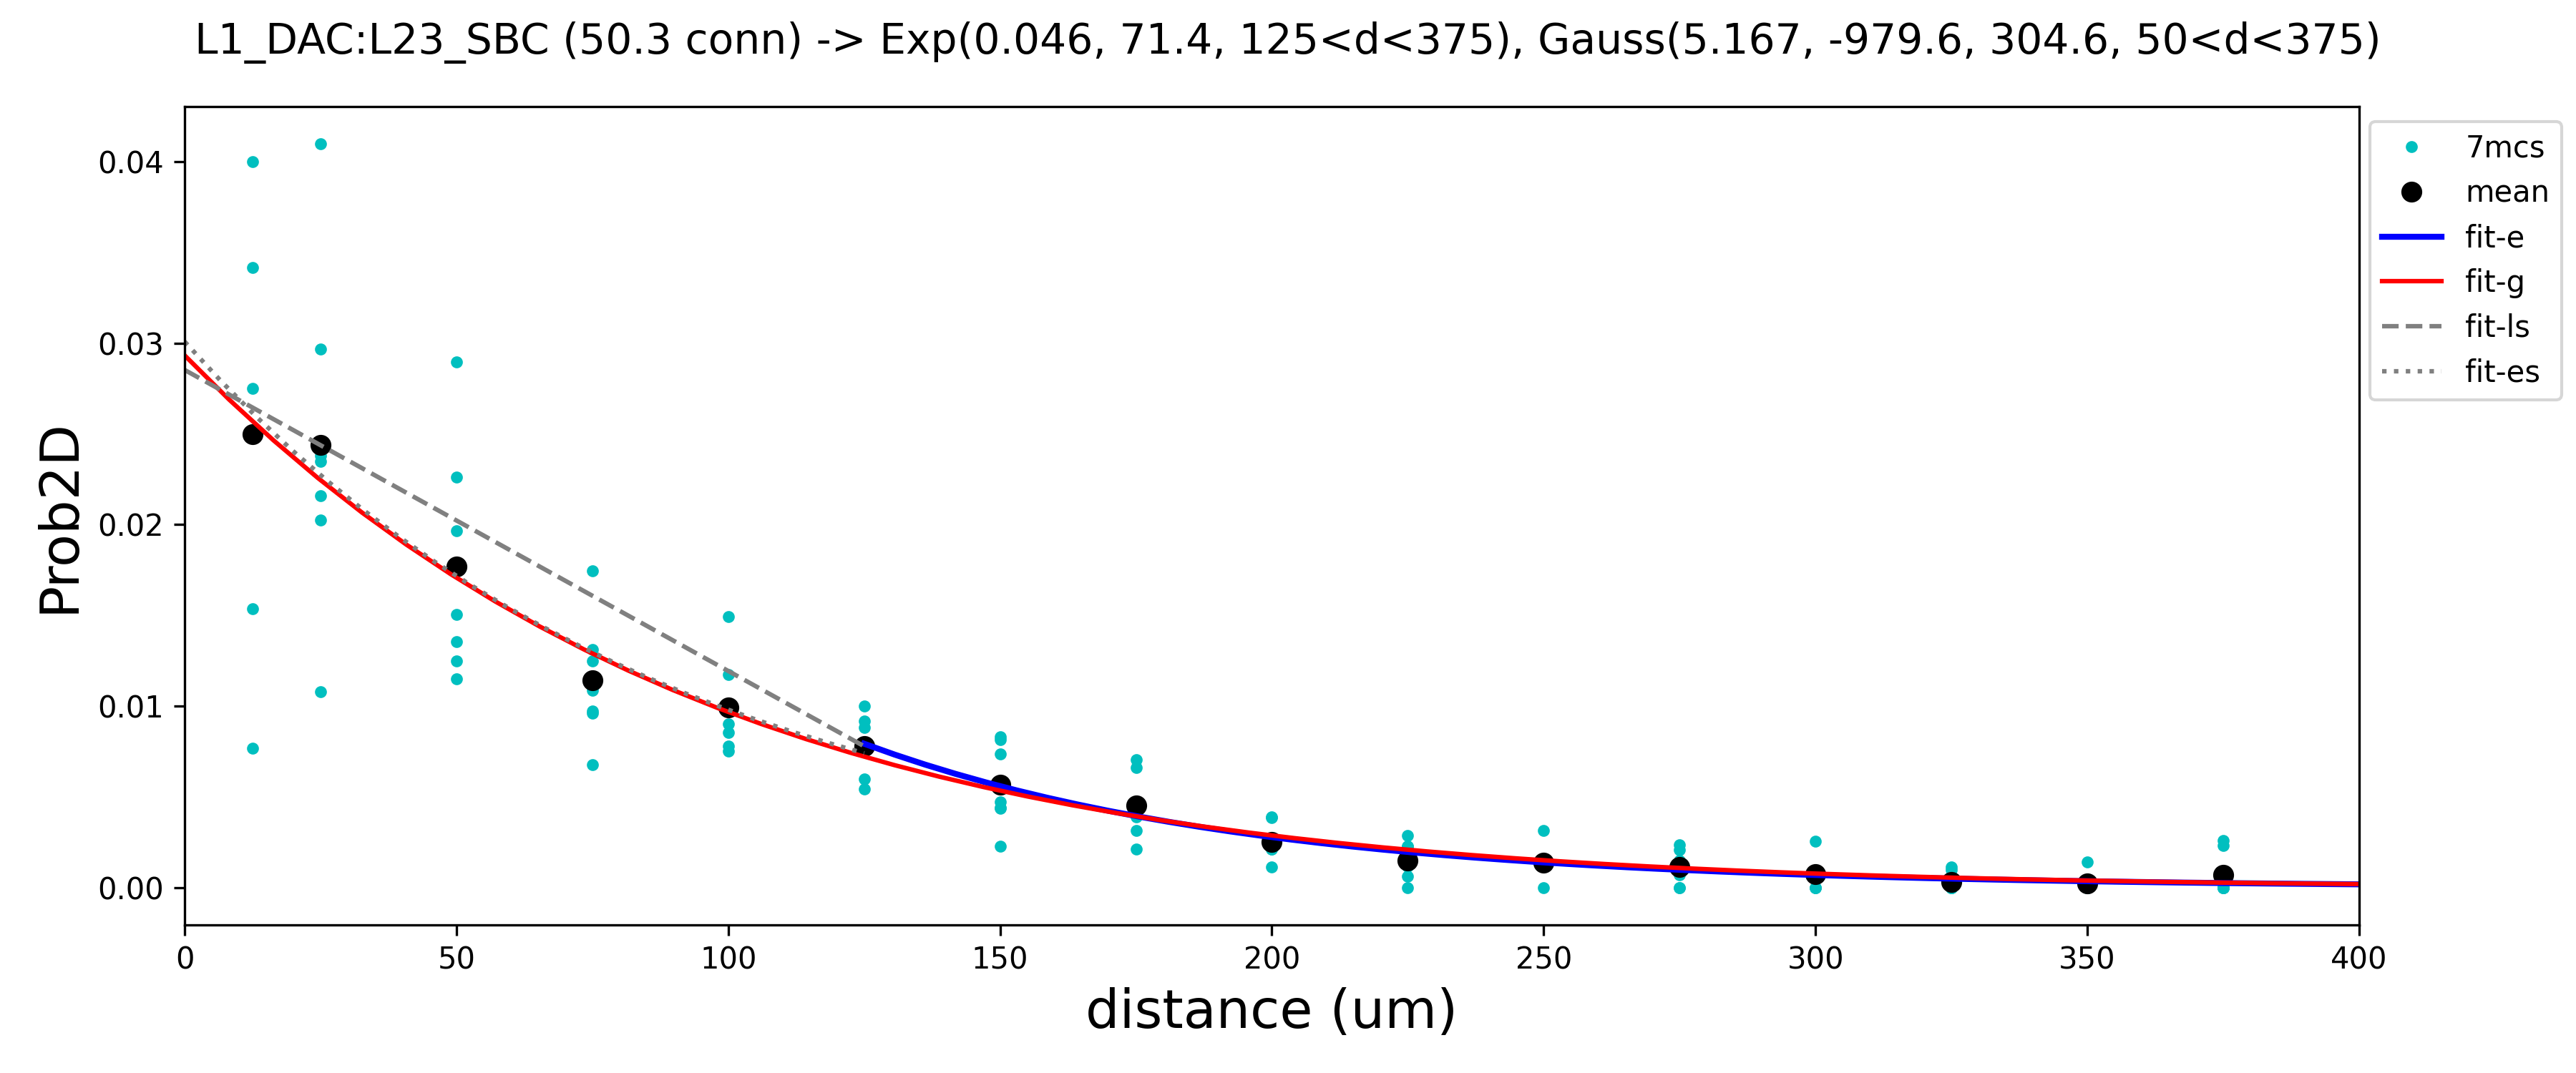 L1_DAC:L23_SBC (50.3 conn) -> Exp(0.046, 71.4, 125<d<375), Gauss(5.167, -979.6, 304.6, 50<d<375)
7mcs
mean
fit-e
fit-g
fit-ls
fit-es
Prob2D
0.04
0.03
0.02
0.01
0.00
0 50 100 150 200 250 300 350 400
distance (um)